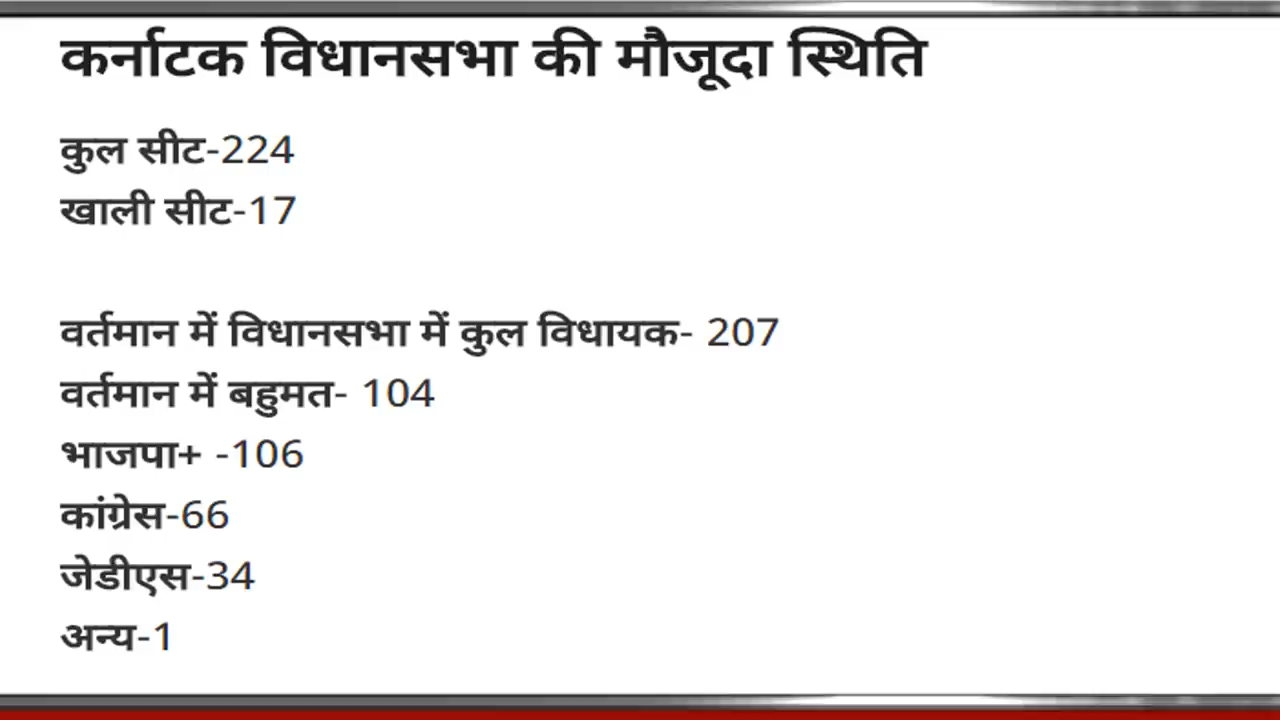 कर्नाटक विधानसभा की मौजूदा स्थिति
कुल सीट-224
खाली सीट-17
वर्तमान में विधानसभा में कुल विधायक- 207
वर्तमान में बहुमत- 104
भाजपा+ -106
कांग्रेस-66
जेडीएस-34
अन्य-1